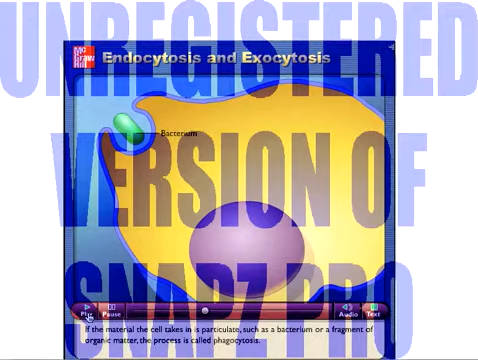 UNREGISTERED
VERSION OF
SNAPZ PRO
Mc
Graw
Hill
Endocytosis and Exocytosis
Bacterium
Play
Pause
Audio
Text
If the material the cell takes in is particulate, such as a bacterium or a fragment of
organic matter, the process is called phagocytosis.